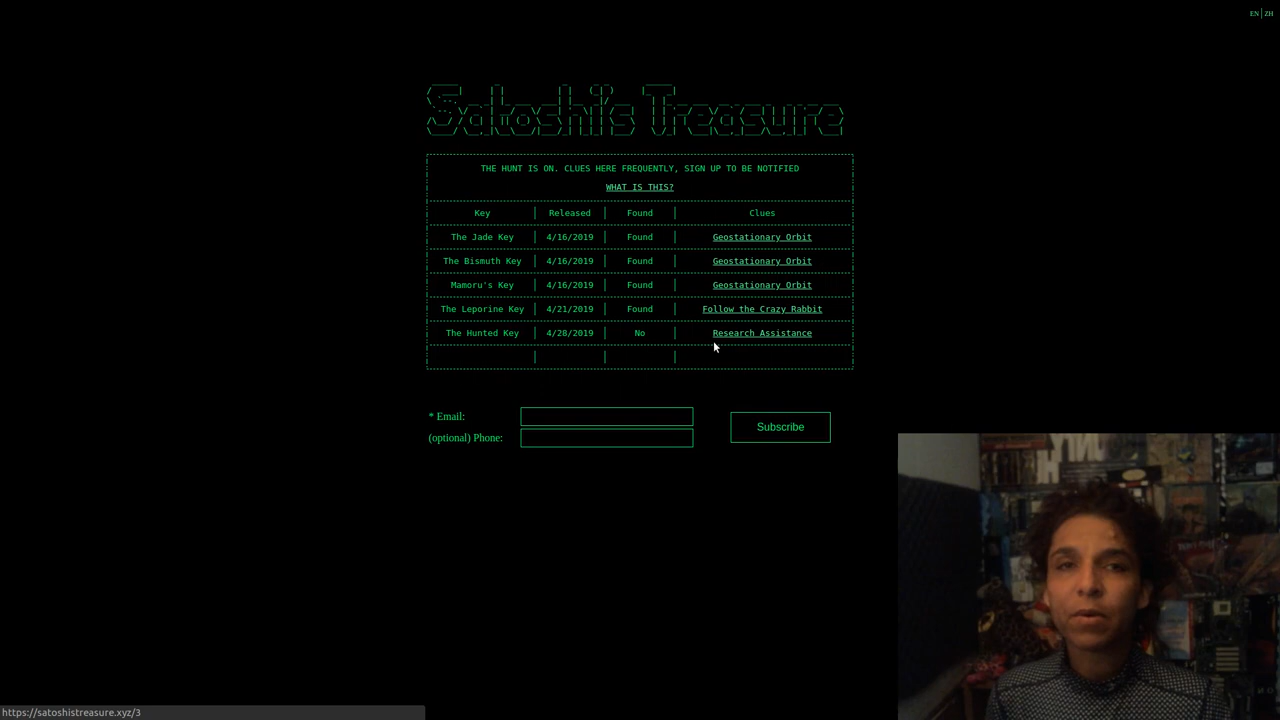 EN│ZH
Satoshi's Treasure
THE HUNT IS ON. CLUES HERE FREQUENTLY, SIGN UP TO BE NOTIFIED
WHAT IS THIS?
Key │ Released │ Found │ Clues
The Jade Key │ 4/16/2019 │ Found │ Geostationary Orbit
The Bismuth Key │ 4/16/2019 │ Found │ Geostationary Orbit
Mamoru's Key │ 4/16/2019 │ Found │ Geostationary Orbit
The Leporine Key │ 4/21/2019 │ Found │ Follow the Crazy Rabbit
The Hunted Key │ 4/28/2019 │ No │ Research Assistance
* Email:
Subscribe
(optional) Phone:
https://satoshistreasure.xyz/3